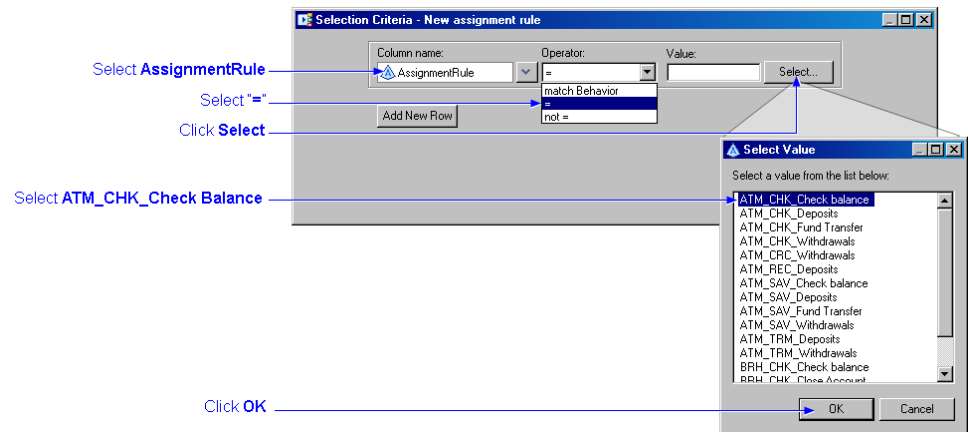 Selection Criteria - New assignment rule
Column name: Operator: Value:
Select AssignmentRule
AssignmentRule = Select...
match Behavior
Select "="
=
not =
Add New Row
Click Select
Select Value
Select a value from the list below:
Select ATM_CHK_Check Balance
ATM_CHK_Check balance
ATM_CHK_Deposits
ATM_CHK_Fund Transfer
ATM_CHK_Withdrawals
ATM_CRC_Withdrawals
ATM_REC_Deposits
ATM_SAV_Check balance
ATM_SAV_Deposits
ATM_SAV_Fund Transfer
ATM_SAV_Withdrawals
ATM_TRM_Deposits
ATM_TRM_Withdrawals
BRH_CHK_Check balance
BRH_CHK_Close Account
Click OK
OK Cancel